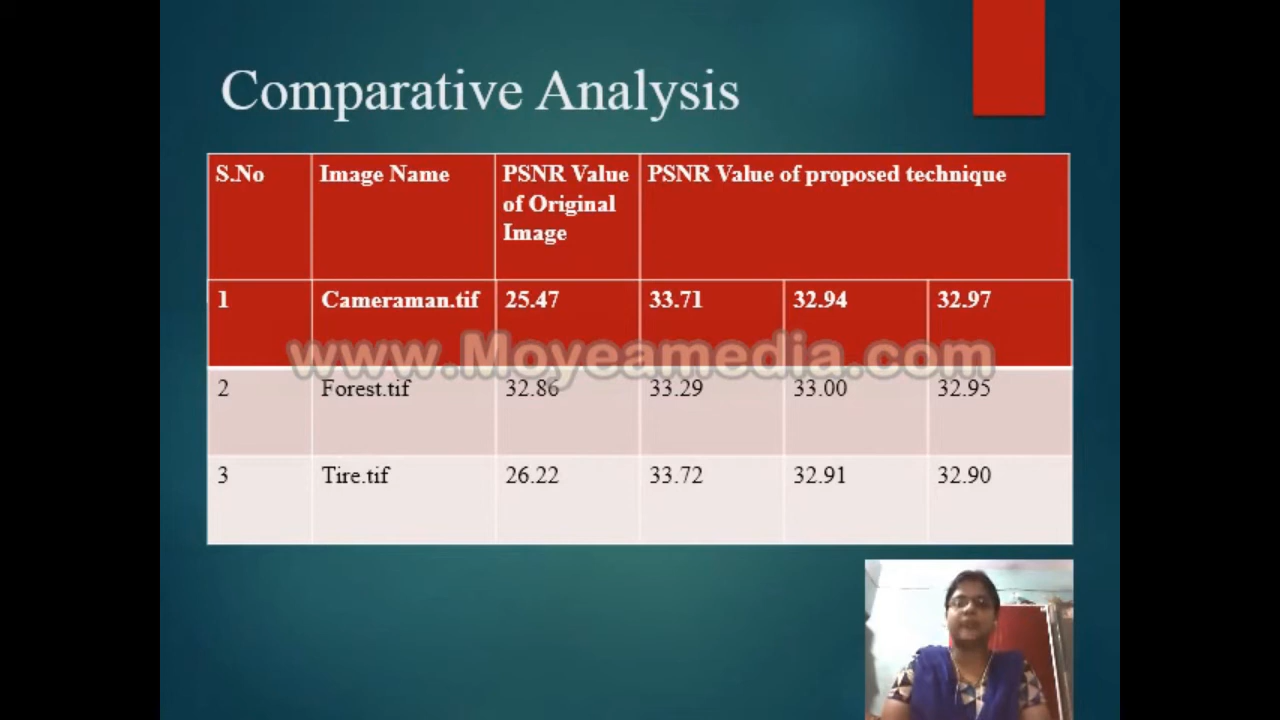 Comparative Analysis
S.No Image Name PSNR Value of Original Image PSNR Value of proposed technique
1 Cameraman.tif 25.47 33.71 32.94 32.97
www.Moyeamedia.com
2 Forest.tif 32.86 33.29 33.00 32.95
3 Tire.tif 26.22 33.72 32.91 32.90